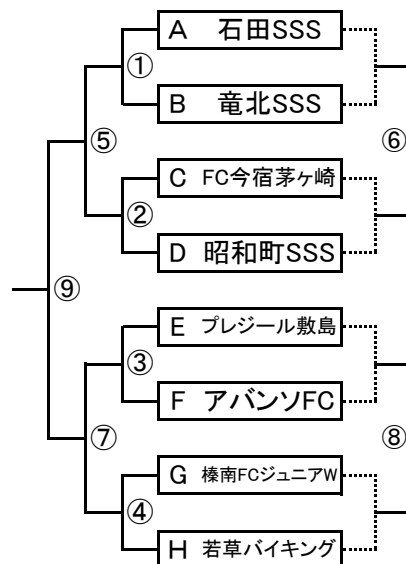 A 石田SSS
①
B 竜北SSS
⑤
⑥
C FC今宿茅ヶ崎
②
D 昭和町SSS
⑨
E プレジール敷島
③
F アバンソFC
⑦
⑧
G 榛南FCジュニアW
④
H 若草バイキング